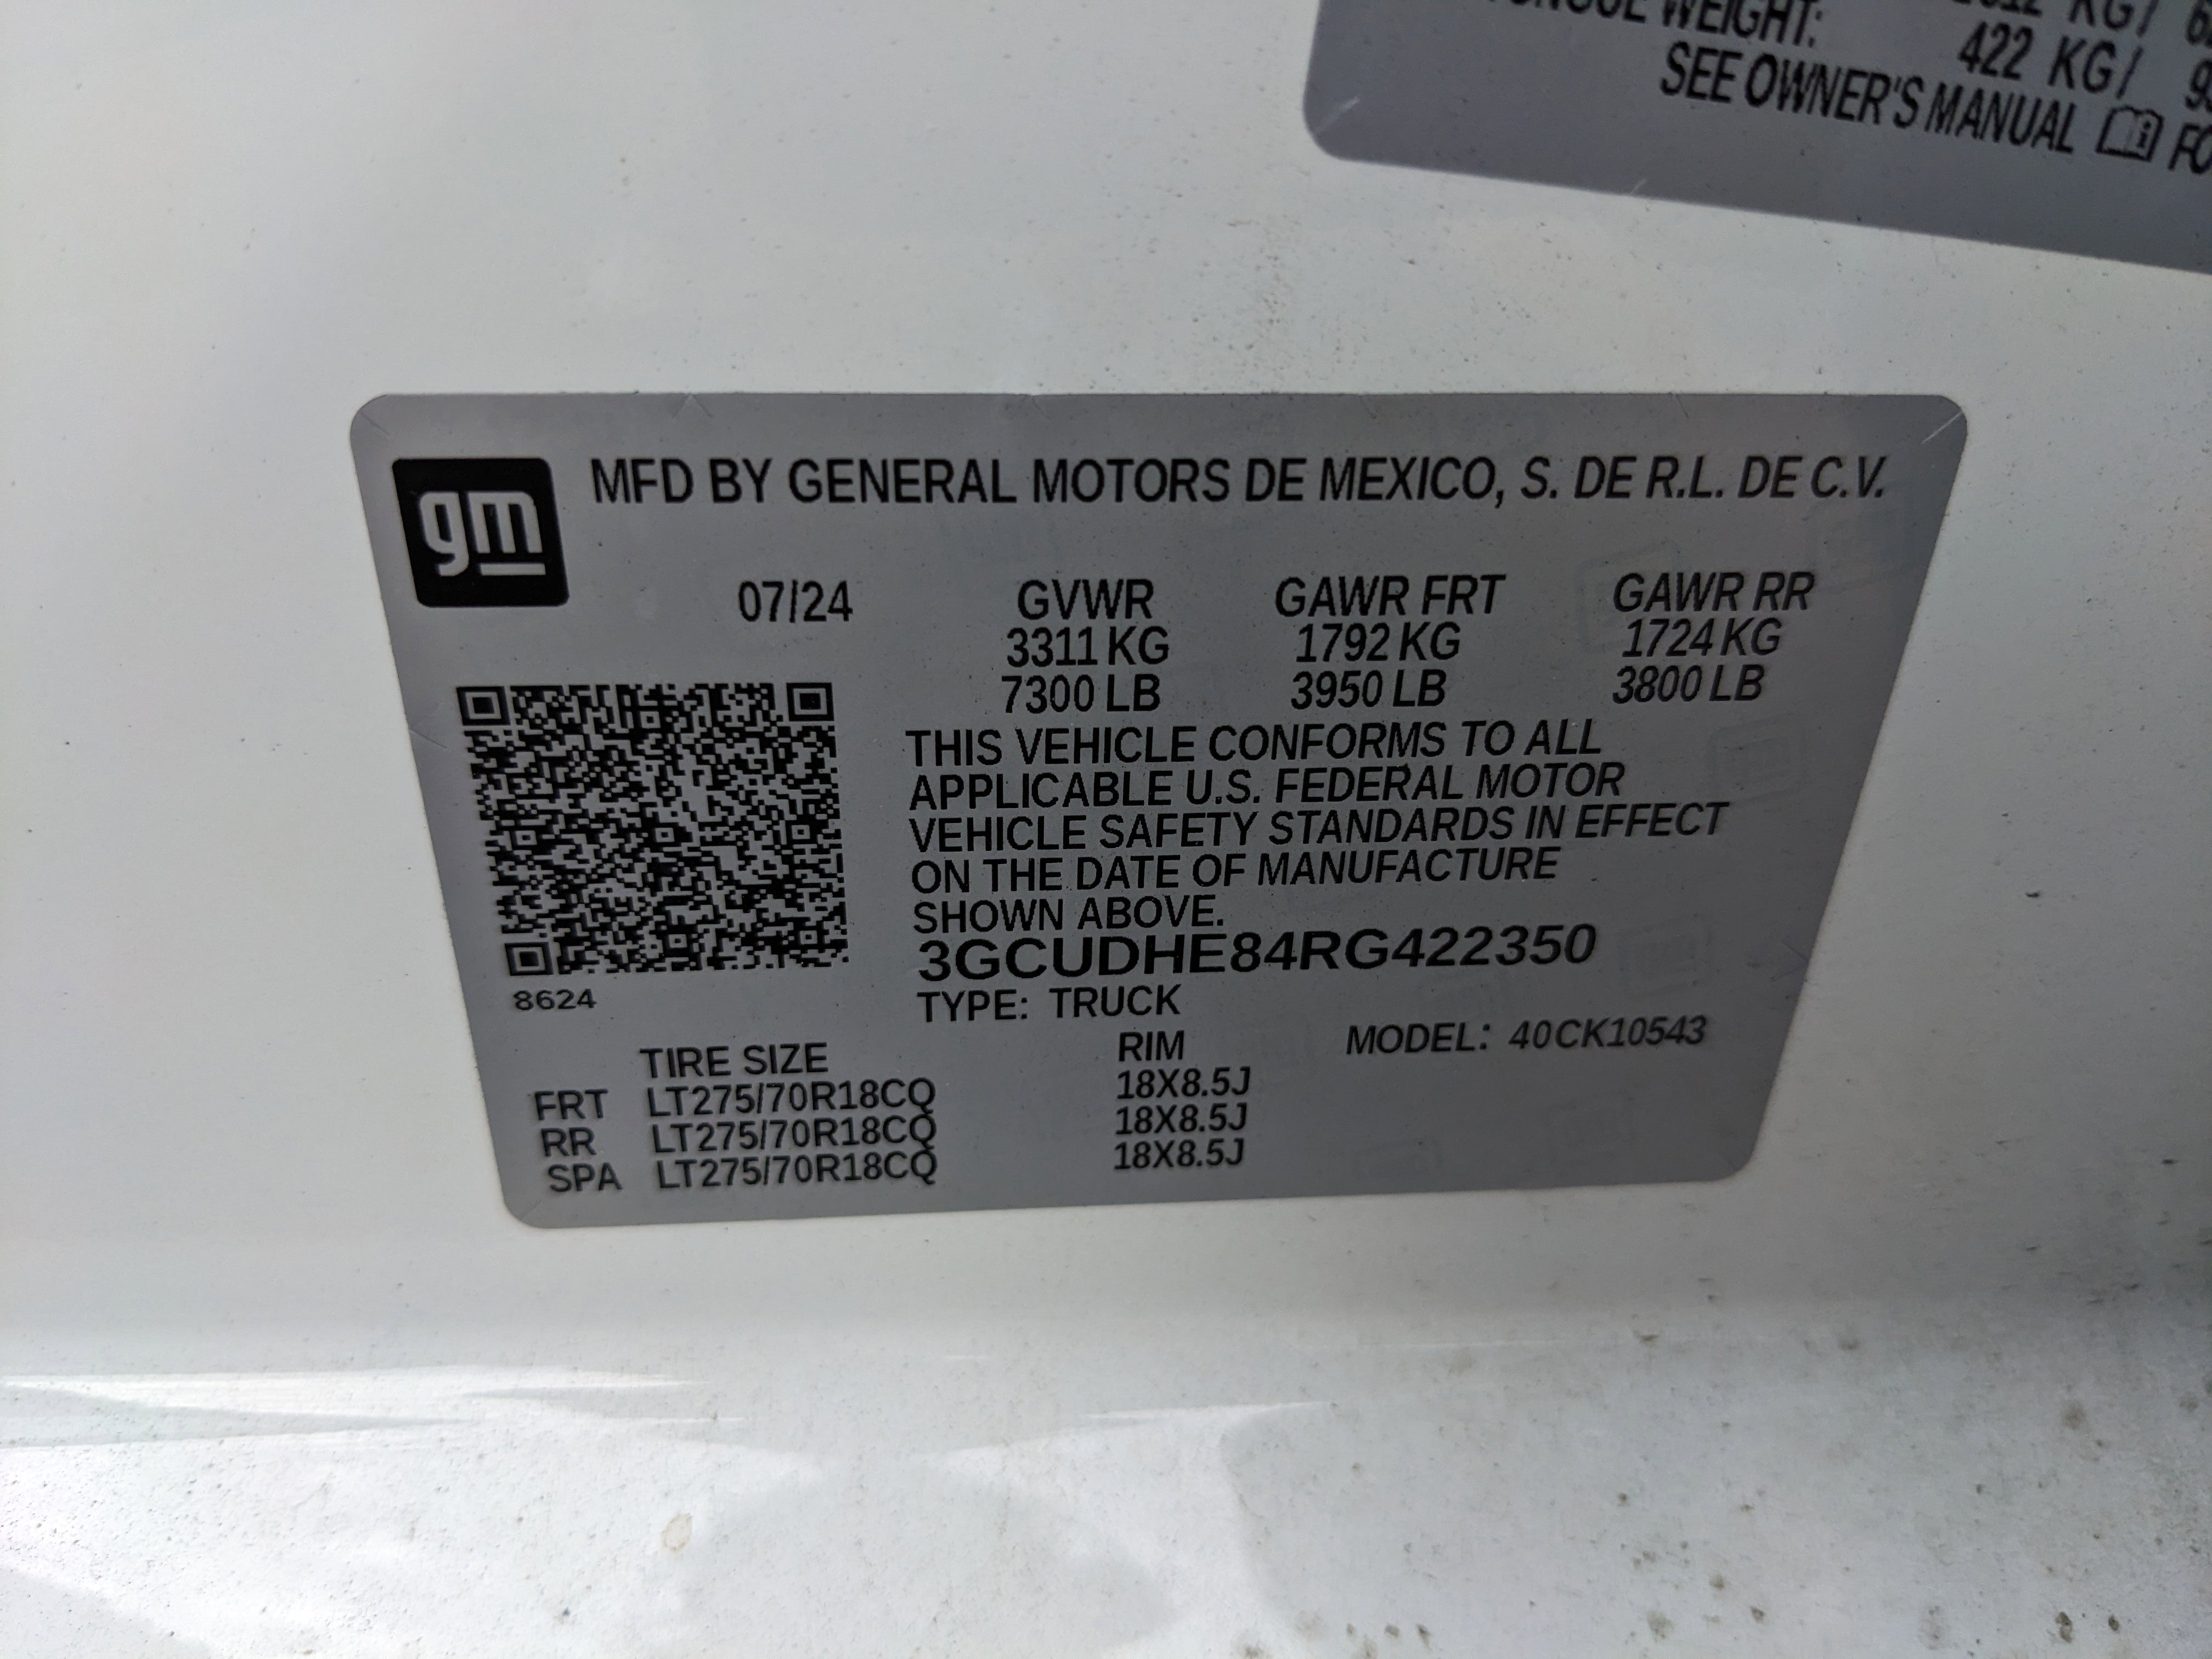 WEIGHT:
422 KG/
SEE OWNER'S MANUAL
gm
MFD BY GENERAL MOTORS DE MEXICO, S. DE R.L. DE C.V.
07/24 GVWR GAWR FRT GAWR RR
3311 KG 1792 KG 1724 KG
7300 LB 3950 LB 3800 LB
THIS VEHICLE CONFORMS TO ALL
APPLICABLE U.S. FEDERAL MOTOR
VEHICLE SAFETY STANDARDS IN EFFECT
ON THE DATE OF MANUFACTURE
SHOWN ABOVE.
3GCUDHE84RG422350
8624
TYPE: TRUCK
TIRE SIZE RIM MODEL: 40CK10543
FRT LT275/70R18CQ 18X8.5J
RR LT275/70R18CQ 18X8.5J
SPA LT275/70R18CQ 18X8.5J